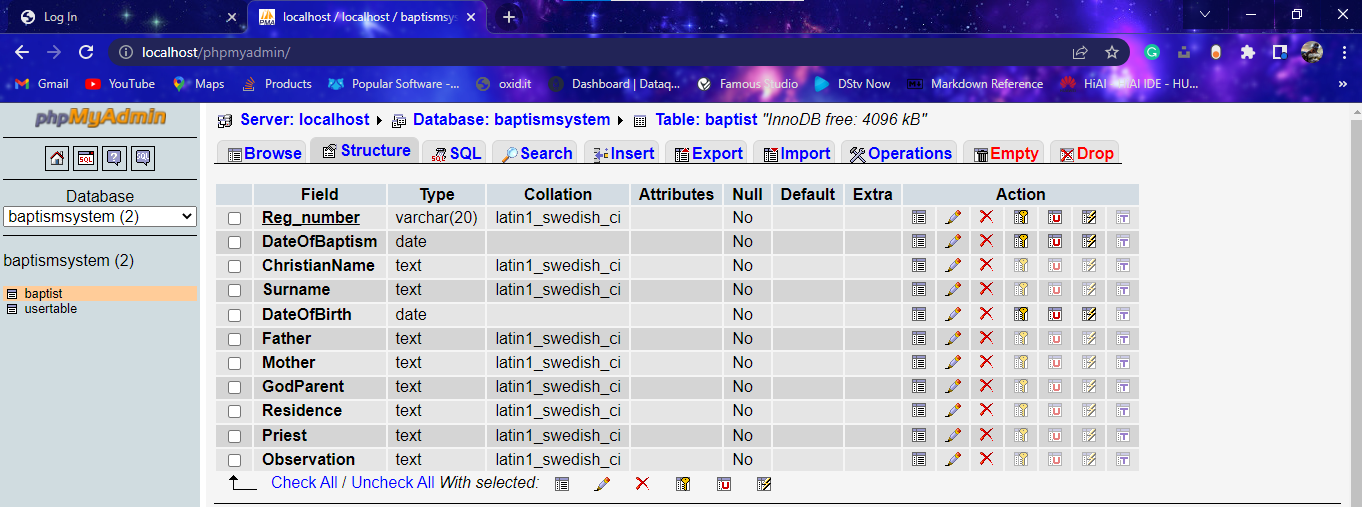 Log In
localhost / localhost / baptismsys
localhost/phpmyadmin/
Gmail YouTube Maps Products Popular Software -... oxid.it Dashboard | Dataq... Famous Studio DStv Now Markdown Reference HiAI - HiAI IDE - HU... »
phpMyAdmin
SQL
Database
baptismsystem (2)
baptismsystem (2)
baptist
usertable
Server: localhost Database: baptismsystem Table: baptist "InnoDB free: 4096 kB"
Browse Structure SQL Search Insert Export Import Operations Empty Drop
Field Type Collation Attributes Null Default Extra Action
Reg_number varchar(20) latin1_swedish_ci No
DateOfBaptism date No
ChristianName text latin1_swedish_ci No
Surname text latin1_swedish_ci No
DateOfBirth date No
Father text latin1_swedish_ci No
Mother text latin1_swedish_ci No
GodParent text latin1_swedish_ci No
Residence text latin1_swedish_ci No
Priest text latin1_swedish_ci No
Observation text latin1_swedish_ci No
Check All / Uncheck All With selected: